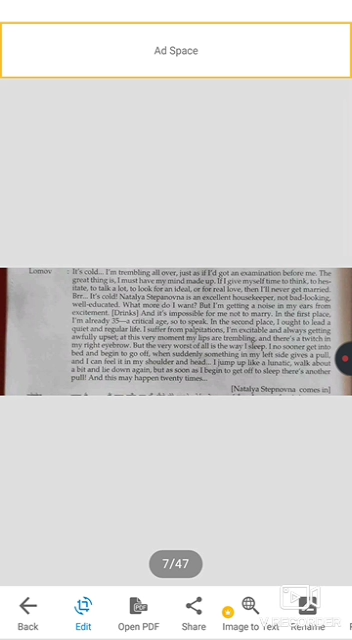 Ad Space
Lomov : It's cold... I'm trembling all over, just as if I'd got an examination before me. The
great thing is, I must have my mind made up. If I give myself time to think, to hes-
itate, to talk a lot, to look for an ideal, or for real love, then I'll never get married.
Brr... It's cold! Natalya Stepanovna is an excellent housekeeper, not bad-looking,
well-educated. What more do I want? But I'm getting a noise in my ears from
excitement. [Drinks] And it's impossible for me not to marry. In the first place,
I'm already 35—a critical age, so to speak. In the second place, I ought to lead a
quiet and regular life. I suffer from palpitations, I'm excitable and always getting
awfully upset; at this very moment my lips are trembling, and there's a twitch in
my right eyebrow. But the very worst of all is the way I sleep. I no sooner get into
bed and begin to go off, when suddenly something in my left side gives a pull,
and I can feel it in my shoulder and head... I jump up like a lunatic, walk about
a bit and lie down again, but as soon as I begin to get off to sleep there's another
pull! And this may happen twenty times...
[Natalya Stepnovna comes in]
7/47
Back Edit Open PDF Share Image to Text Rename